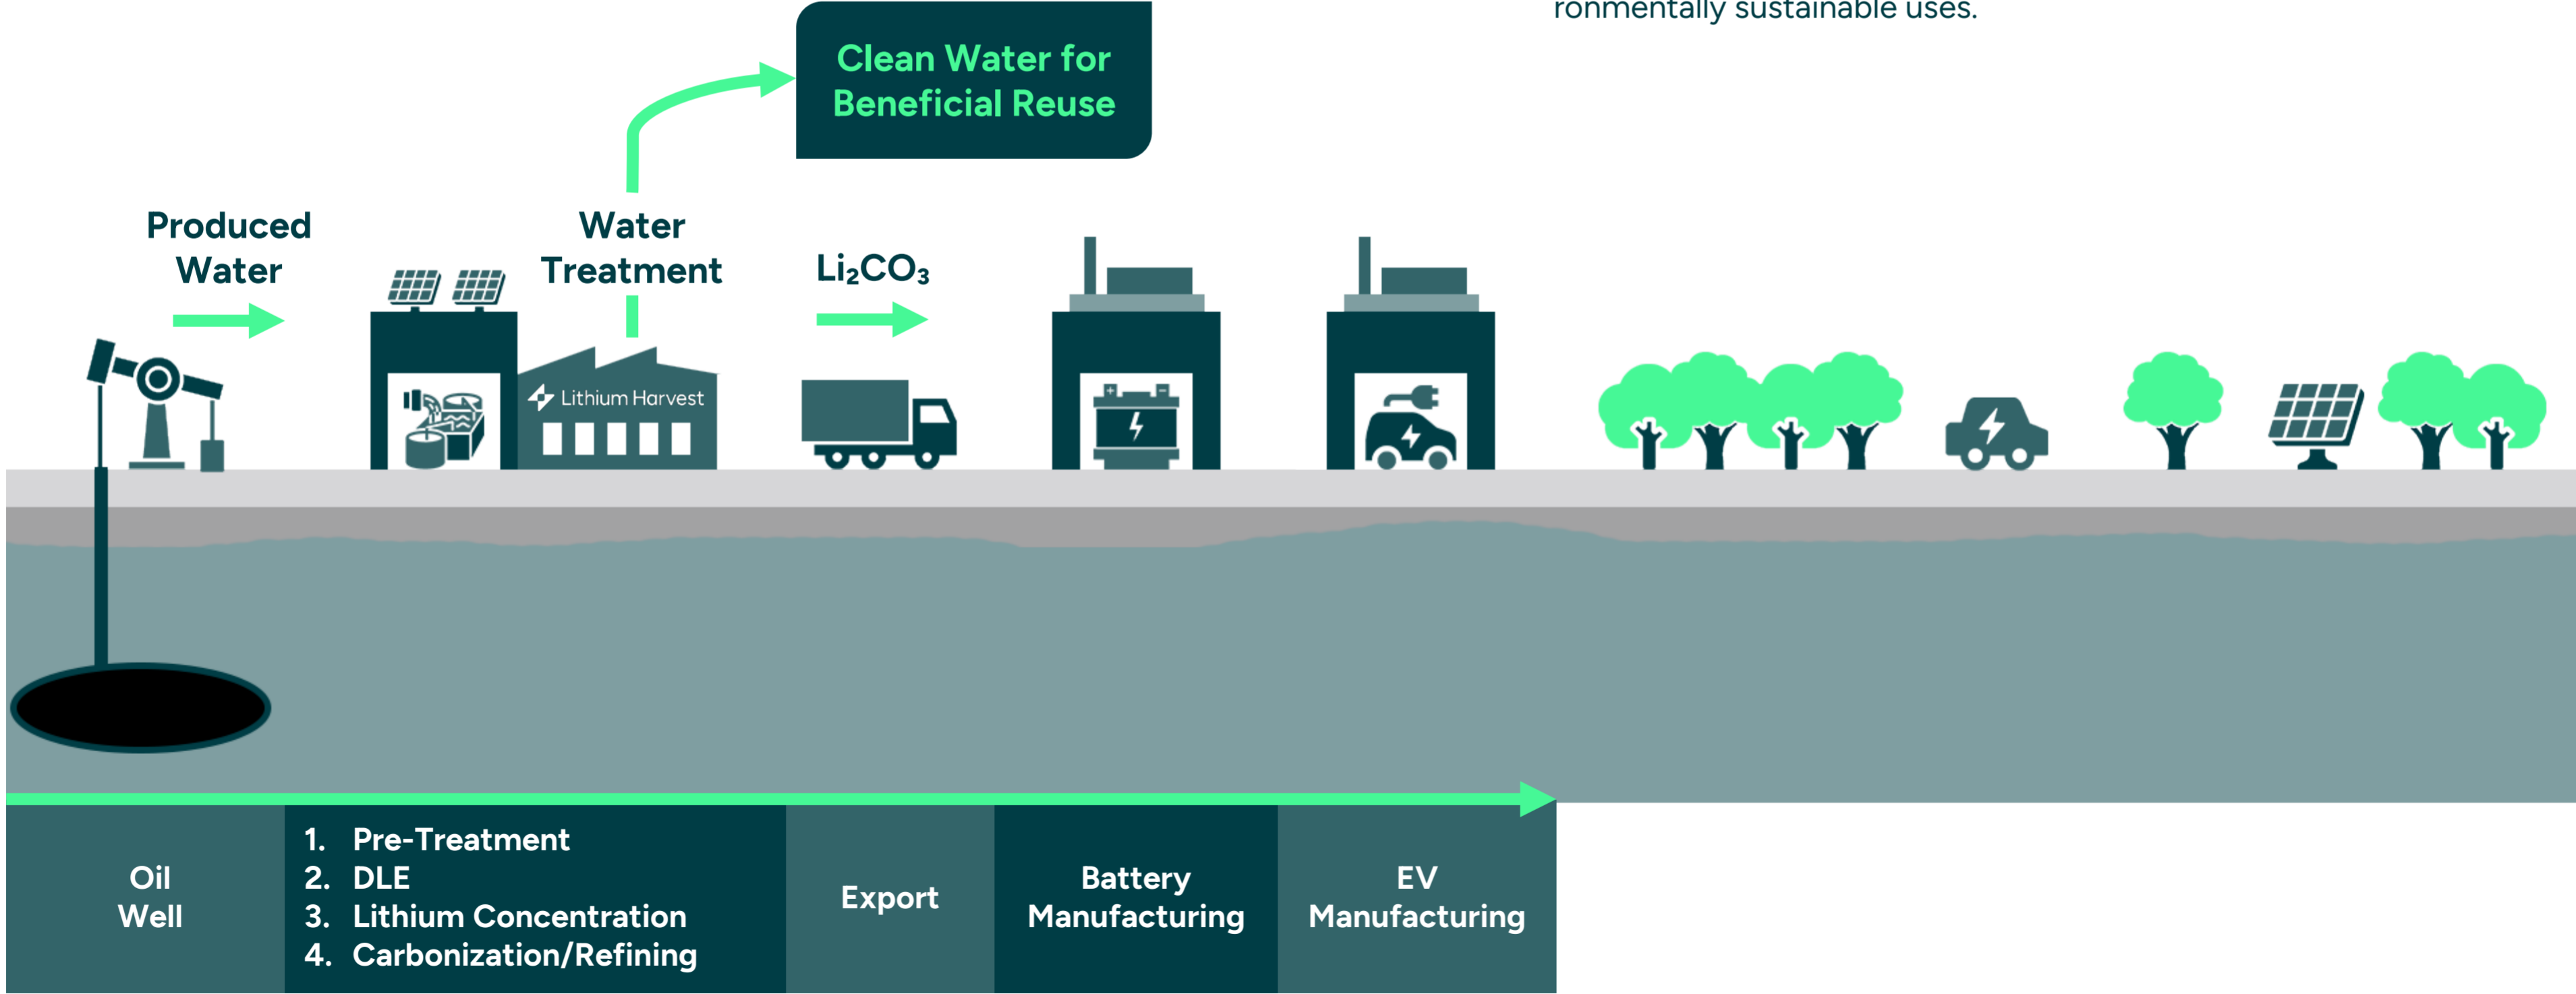 ronmentally sustainable uses.
Clean Water for
Beneficial Reuse
Produced
Water
Water
Treatment
Li₂CO₃
Lithium Harvest
Oil
Well
1. Pre-Treatment
2. DLE
3. Lithium Concentration
4. Carbonization/Refining
Export
Battery
Manufacturing
EV
Manufacturing